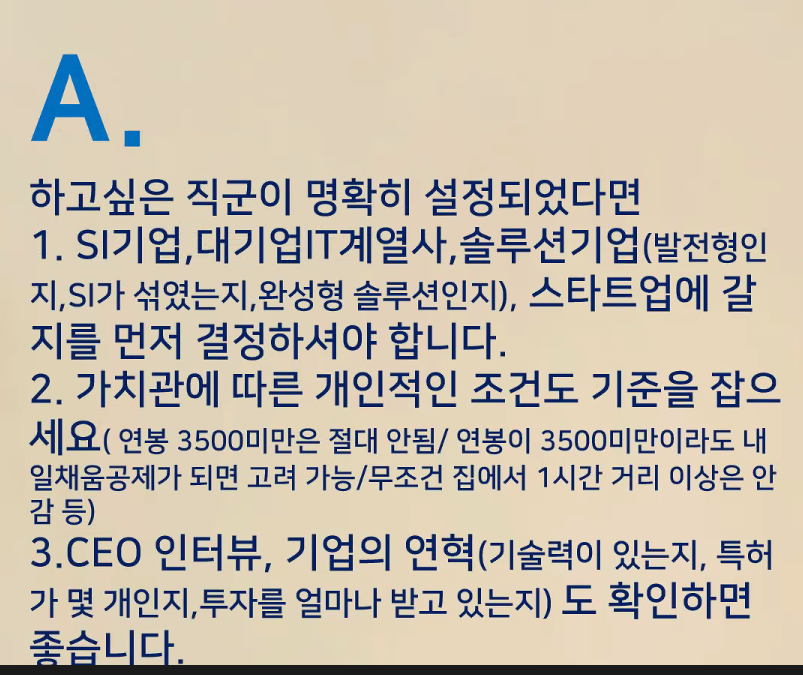 A.
하고싶은 직군이 명확히 설정되었다면
1. SI기업,대기업IT계열사,솔루션기업(발전형인
지,SI가 섞였는지,완성형 솔루션인지), 스타트업에 갈
지를 먼저 결정하셔야 합니다.
2. 가치관에 따른 개인적인 조건도 기준을 잡으
세요( 연봉 3500미만은 절대 안됨/ 연봉이 3500미만이라도 내
일채움공제가 되면 고려 가능/무조건 집에서 1시간 거리 이상은 안
감 등)
3.CEO 인터뷰, 기업의 연혁(기술력이 있는지, 특허
가 몇 개인지,투자를 얼마나 받고 있는지) 도 확인하면
좋습니다.